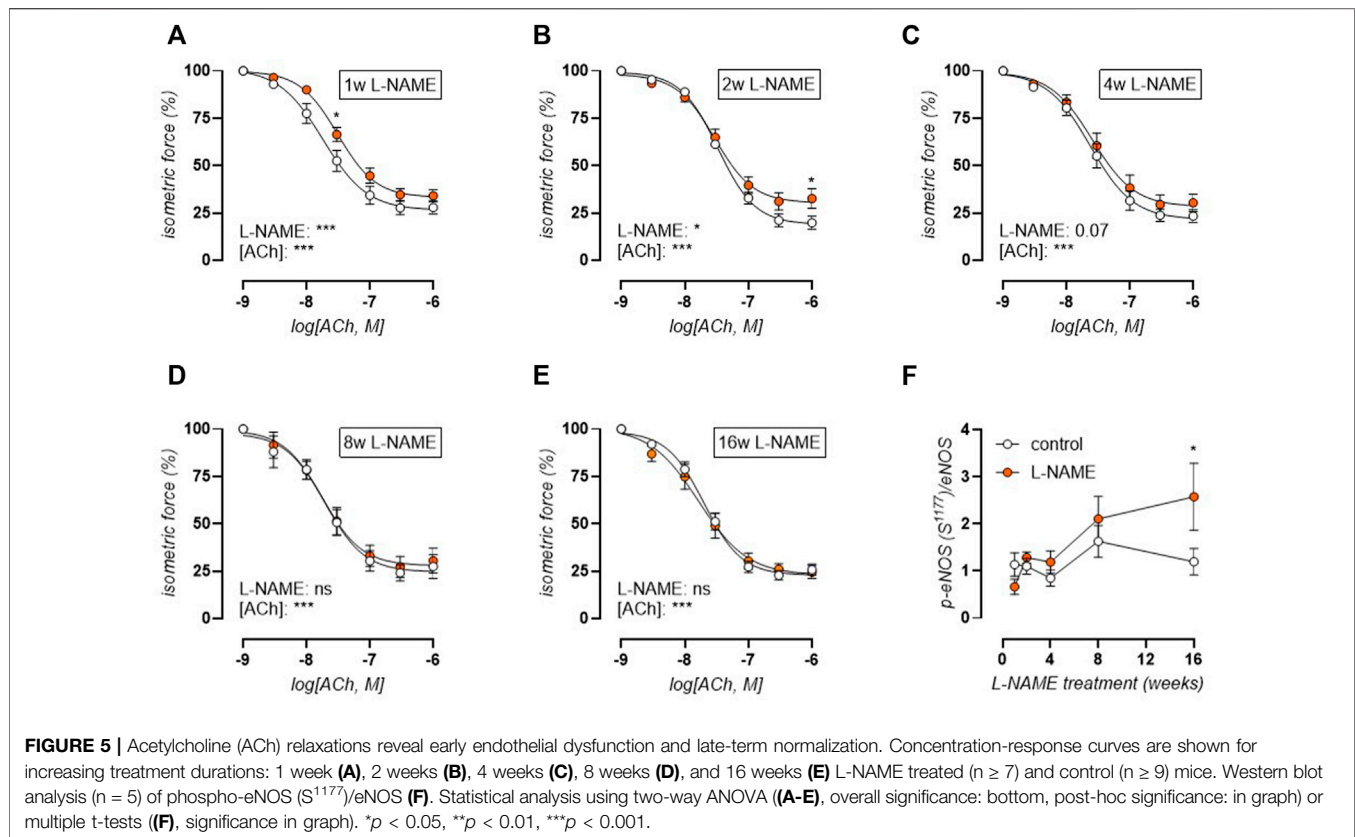 A
100
75
50
25
0
isometric force (%)
1w L-NAME
*
L-NAME: ***
[ACh]: ***
-9 -8 -7 -6
log[ACh, M]
B
100
75
50
25
0
isometric force (%)
2w L-NAME
*
L-NAME: *
[ACh]: ***
-9 -8 -7 -6
log[ACh, M]
C
100
75
50
25
0
isometric force (%)
4w L-NAME
L-NAME: 0.07
[ACh]: ***
-9 -8 -7 -6
log[ACh, M]
D
100
75
50
25
0
isometric force (%)
8w L-NAME
L-NAME: ns
[ACh]: ***
-9 -8 -7 -6
log[ACh, M]
E
100
75
50
25
0
isometric force (%)
16w L-NAME
L-NAME: ns
[ACh]: ***
-9 -8 -7 -6
log[ACh, M]
F
4
3
2
1
0
p-eNOS (S¹¹⁷⁷)/eNOS
control
L-NAME
*
0 4 8 12 16
L-NAME treatment (weeks)
FIGURE 5 | Acetylcholine (ACh) relaxations reveal early endothelial dysfunction and late-term normalization. Concentration-response curves are shown for
increasing treatment durations: 1 week (A), 2 weeks (B), 4 weeks (C), 8 weeks (D), and 16 weeks (E) L-NAME treated (n ≥ 7) and control (n ≥ 9) mice. Western blot
analysis (n = 5) of phospho-eNOS (S¹¹⁷⁷)/eNOS (F). Statistical analysis using two-way ANOVA ((A-E), overall significance: bottom, post-hoc significance: in graph) or
multiple t-tests ((F), significance in graph). *p < 0.05, **p < 0.01, ***p < 0.001.